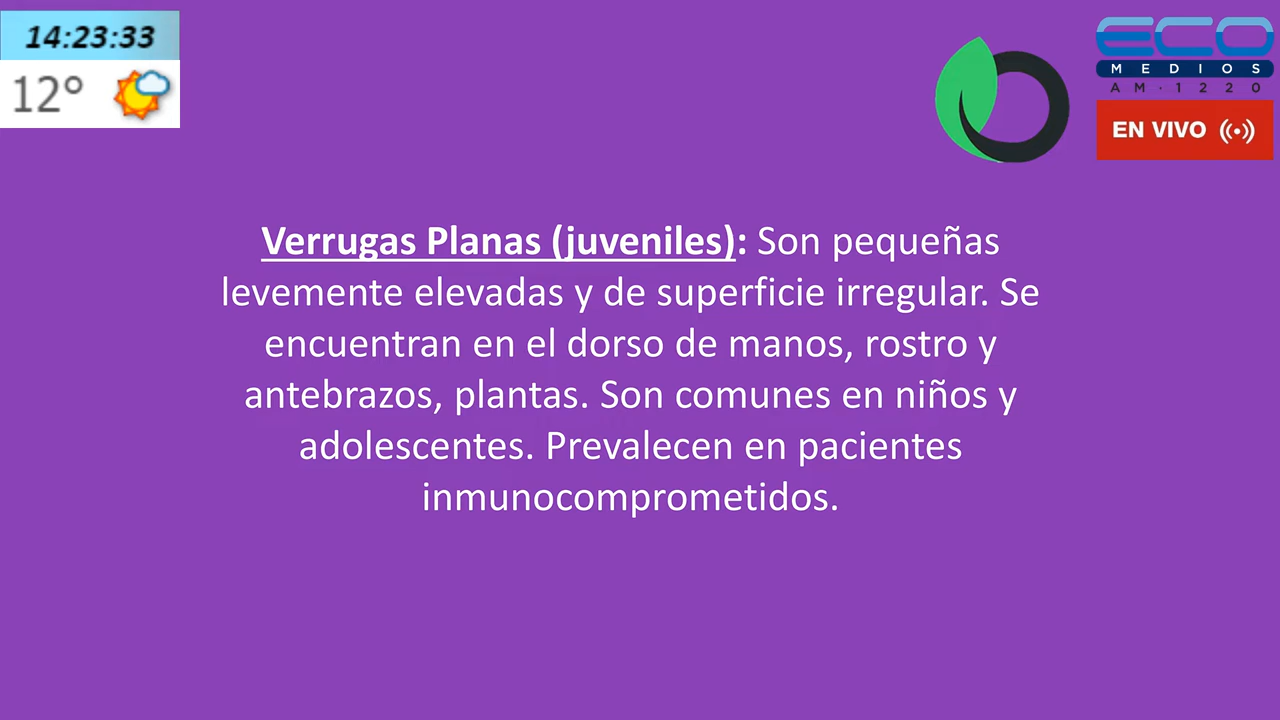 14:23:33
12°
ECO
MEDIOS
AM·1220
EN VIVO
Verrugas Planas (juveniles): Son pequeñas
levemente elevadas y de superficie irregular. Se
encuentran en el dorso de manos, rostro y
antebrazos, plantas. Son comunes en niños y
adolescentes. Prevalecen en pacientes
inmunocomprometidos.